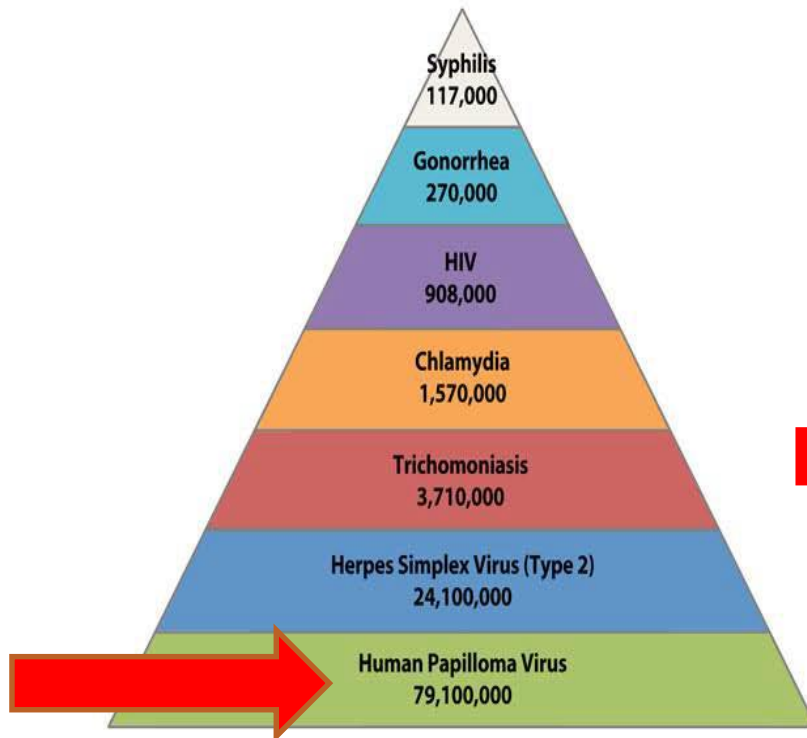 Syphilis
117,000
Gonorrhea
270,000
HIV
908,000
Chlamydia
1,570,000
Trichomoniasis
3,710,000
Herpes Simplex Virus (Type 2)
24,100,000
Human Papilloma Virus
79,100,000